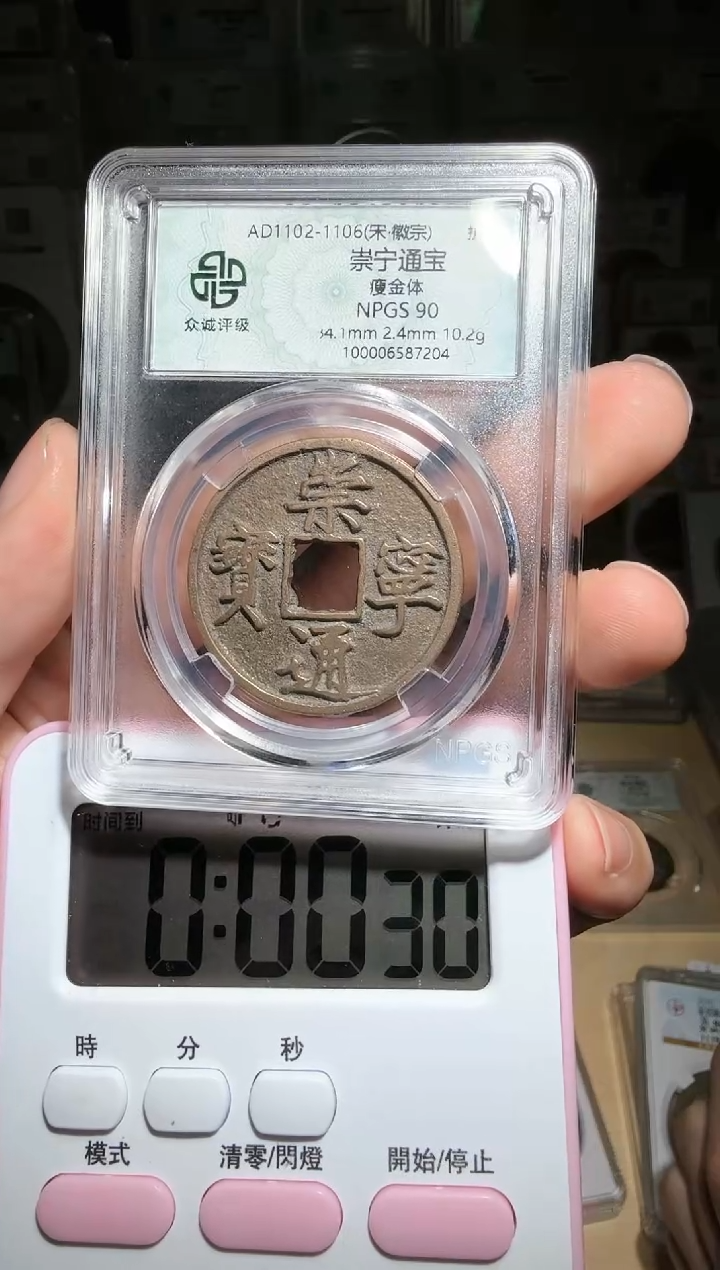 AD1102-1106(宋·徽宗)
崇宁通宝
瘦金体
NPGS 90
34.1mm 2.4mm 10.2g
100006587204
众诚评级
崇
寶 寧
通
NPGS
时间到
0:00 30
時 分 秒
模式 清零/閃燈 開始/停止